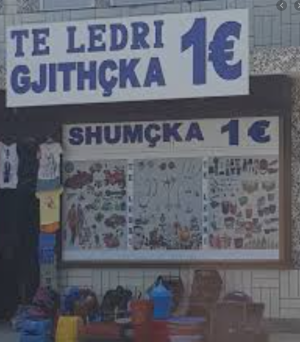 TE LEDRI
GJITHÇKA 1€
SHUMÇKA 1€